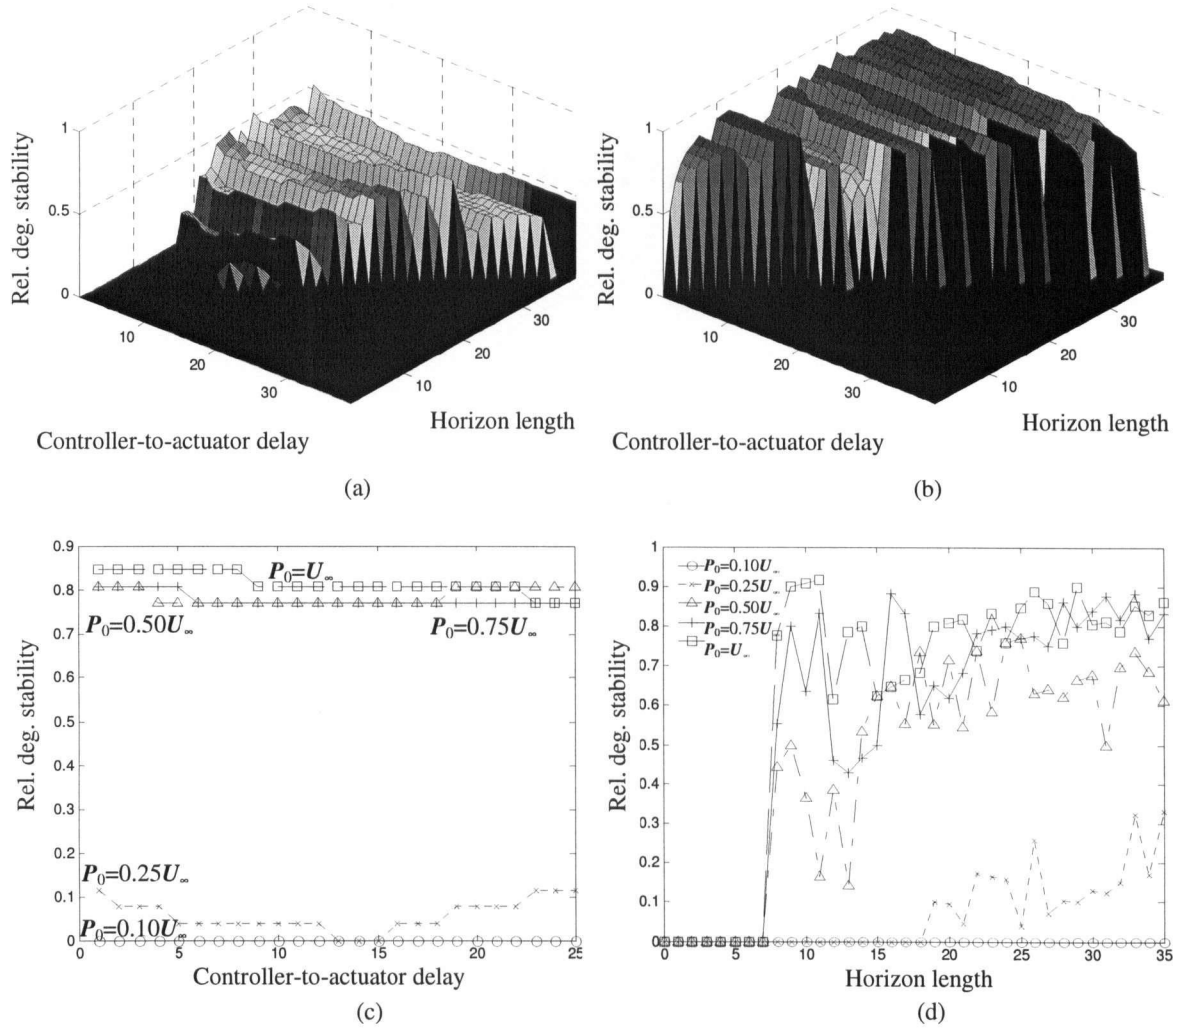 Rel. deg. stability
1
0.5
0
10
20
30
Controller-to-actuator delay
10
20
30
Horizon length
(a)
Rel. deg. stability
1
0.5
0
10
20
30
Controller-to-actuator delay
10
20
30
Horizon length
(b)
Rel. deg. stability
0.9
0.8
0.7
0.6
0.5
0.4
0.3
0.2
0.1
0
P₀=U∞
P₀=0.50U∞
P₀=0.75U∞
P₀=0.25U∞
P₀=0.10U∞
0 5 10 15 20 25
Controller-to-actuator delay
(c)
Rel. deg. stability
1
0.9
0.8
0.7
0.6
0.5
0.4
0.3
0.2
0.1
0
P₀=0.10U∞
P₀=0.25U∞
P₀=0.50U∞
P₀=0.75U∞
P₀=U∞
0 5 10 15 20 25 30 35
Horizon length
(d)